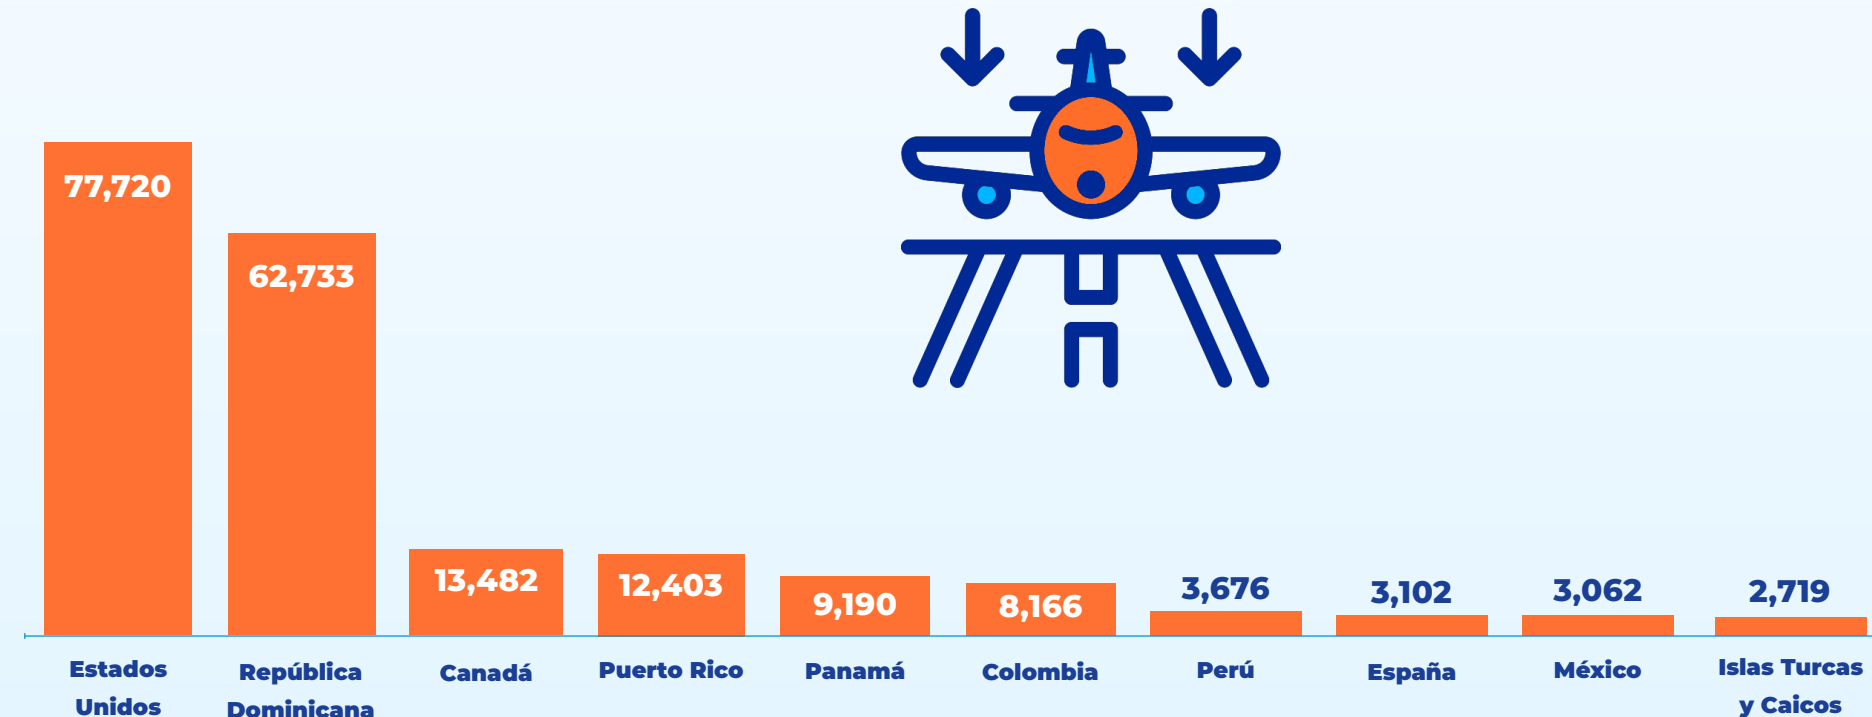 77,720
62,733
13,482
12,403
9,190
8,166
3,676
3,102
3,062
2,719
Estados
Unidos
República
Dominicana
Canadá
Puerto Rico
Panamá
Colombia
Perú
España
México
Islas Turcas
y Caicos